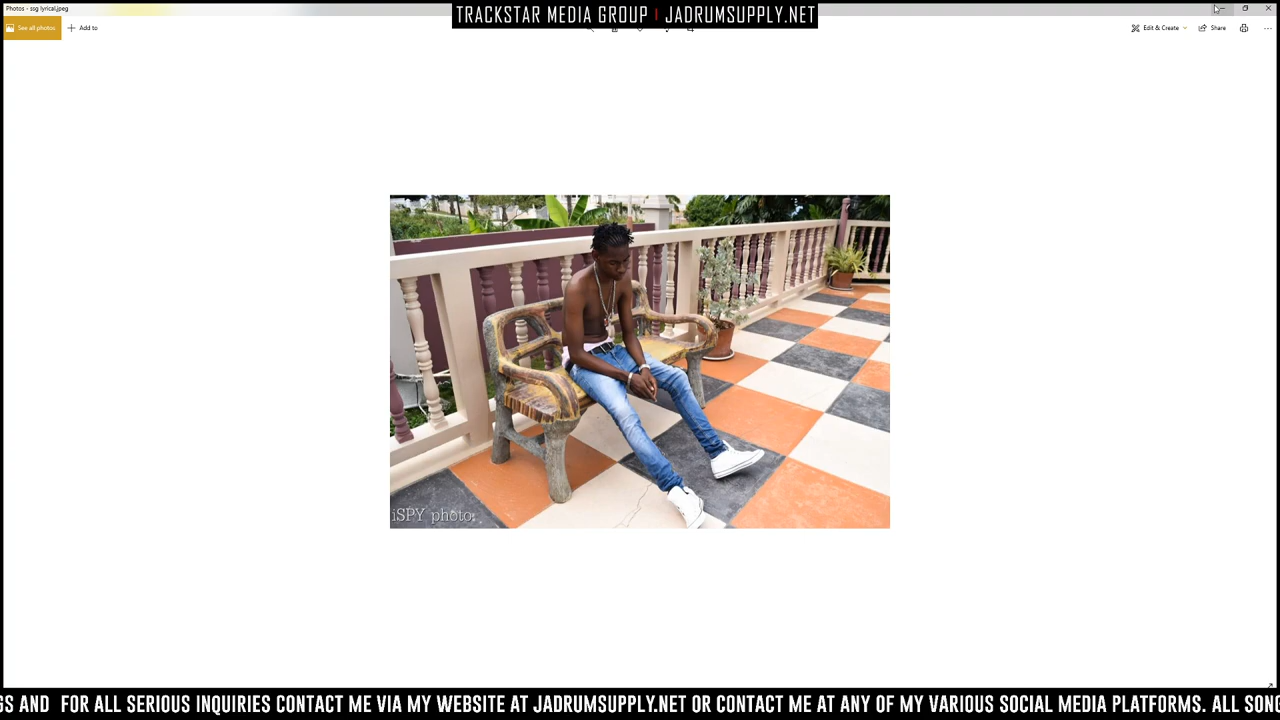 Photos - ssg lyrical.jpeg
TRACKSTAR MEDIA GROUP | JADRUMSUPPLY.NET
See all photos
Add to
Edit & Create
Share
iSPY photo.
GS AND FOR ALL SERIOUS INQUIRIES CONTACT ME VIA MY WEBSITE AT JADRUMSUPPLY.NET OR CONTACT ME AT ANY OF MY VARIOUS SOCIAL MEDIA PLATFORMS. ALL SONG